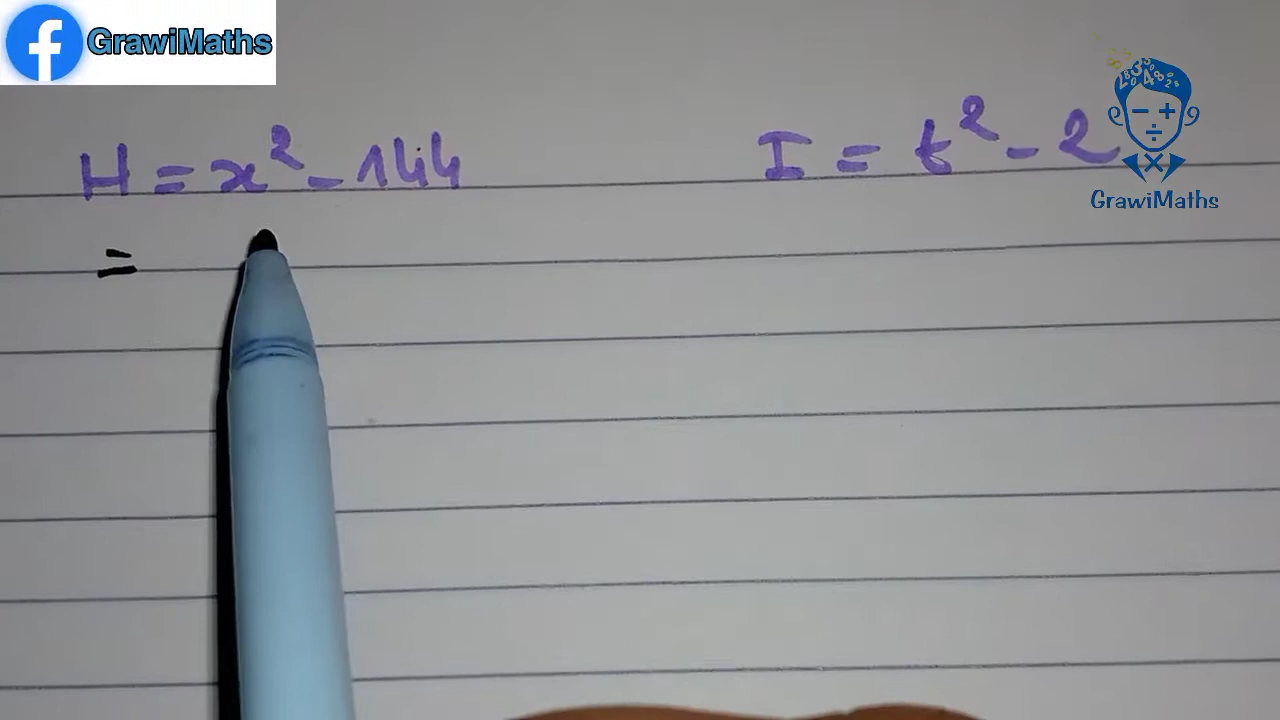 GrawiMaths
H = x² - 144
I = t² - 2
GrawiMaths
=